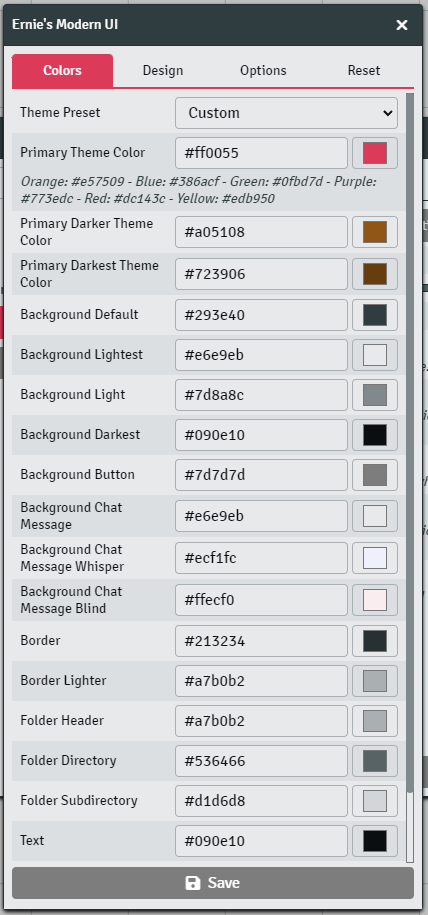 Ernie's Modern UI
Colors Design Options Reset
Theme Preset Custom
Primary Theme Color #ff0055
Orange: #e57509 - Blue: #386acf - Green: #0fbd7d - Purple:
#773edc - Red: #dc143c - Yellow: #edb950
Primary Darker Theme
Color #a05108
Primary Darkest Theme
Color #723906
Background Default #293e40
Background Lightest #e6e9eb
Background Light #7d8a8c
Background Darkest #090e10
Background Button #7d7d7d
Background Chat
Message #e6e9eb
Background Chat
Message Whisper #ecf1fc
Background Chat
Message Blind #ffecf0
Border #213234
Border Lighter #a7b0b2
Folder Header #a7b0b2
Folder Directory #536466
Folder Subdirectory #d1d6d8
Text #090e10
Save